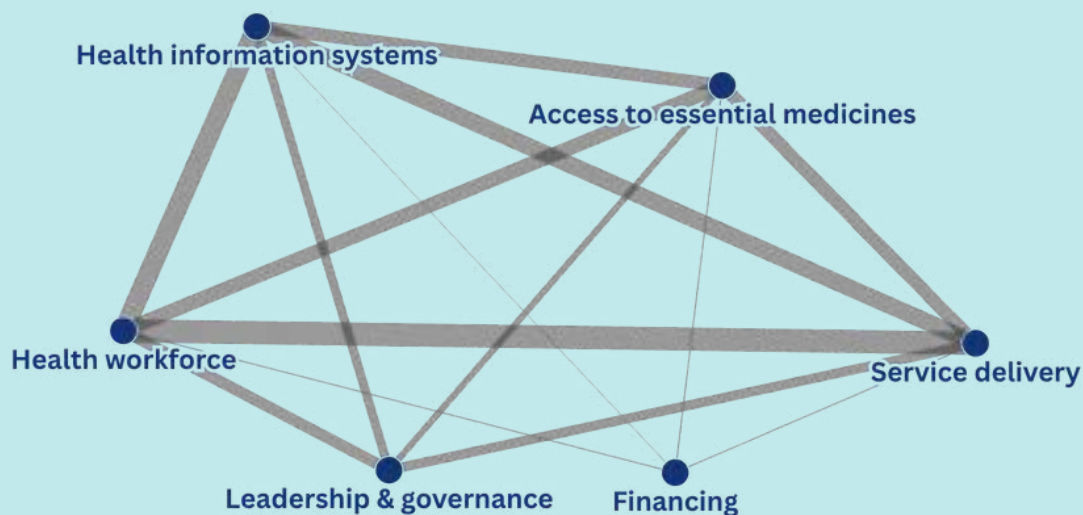 Health information systems
Access to essential medicines
Health workforce
Service delivery
Leadership & governance
Financing